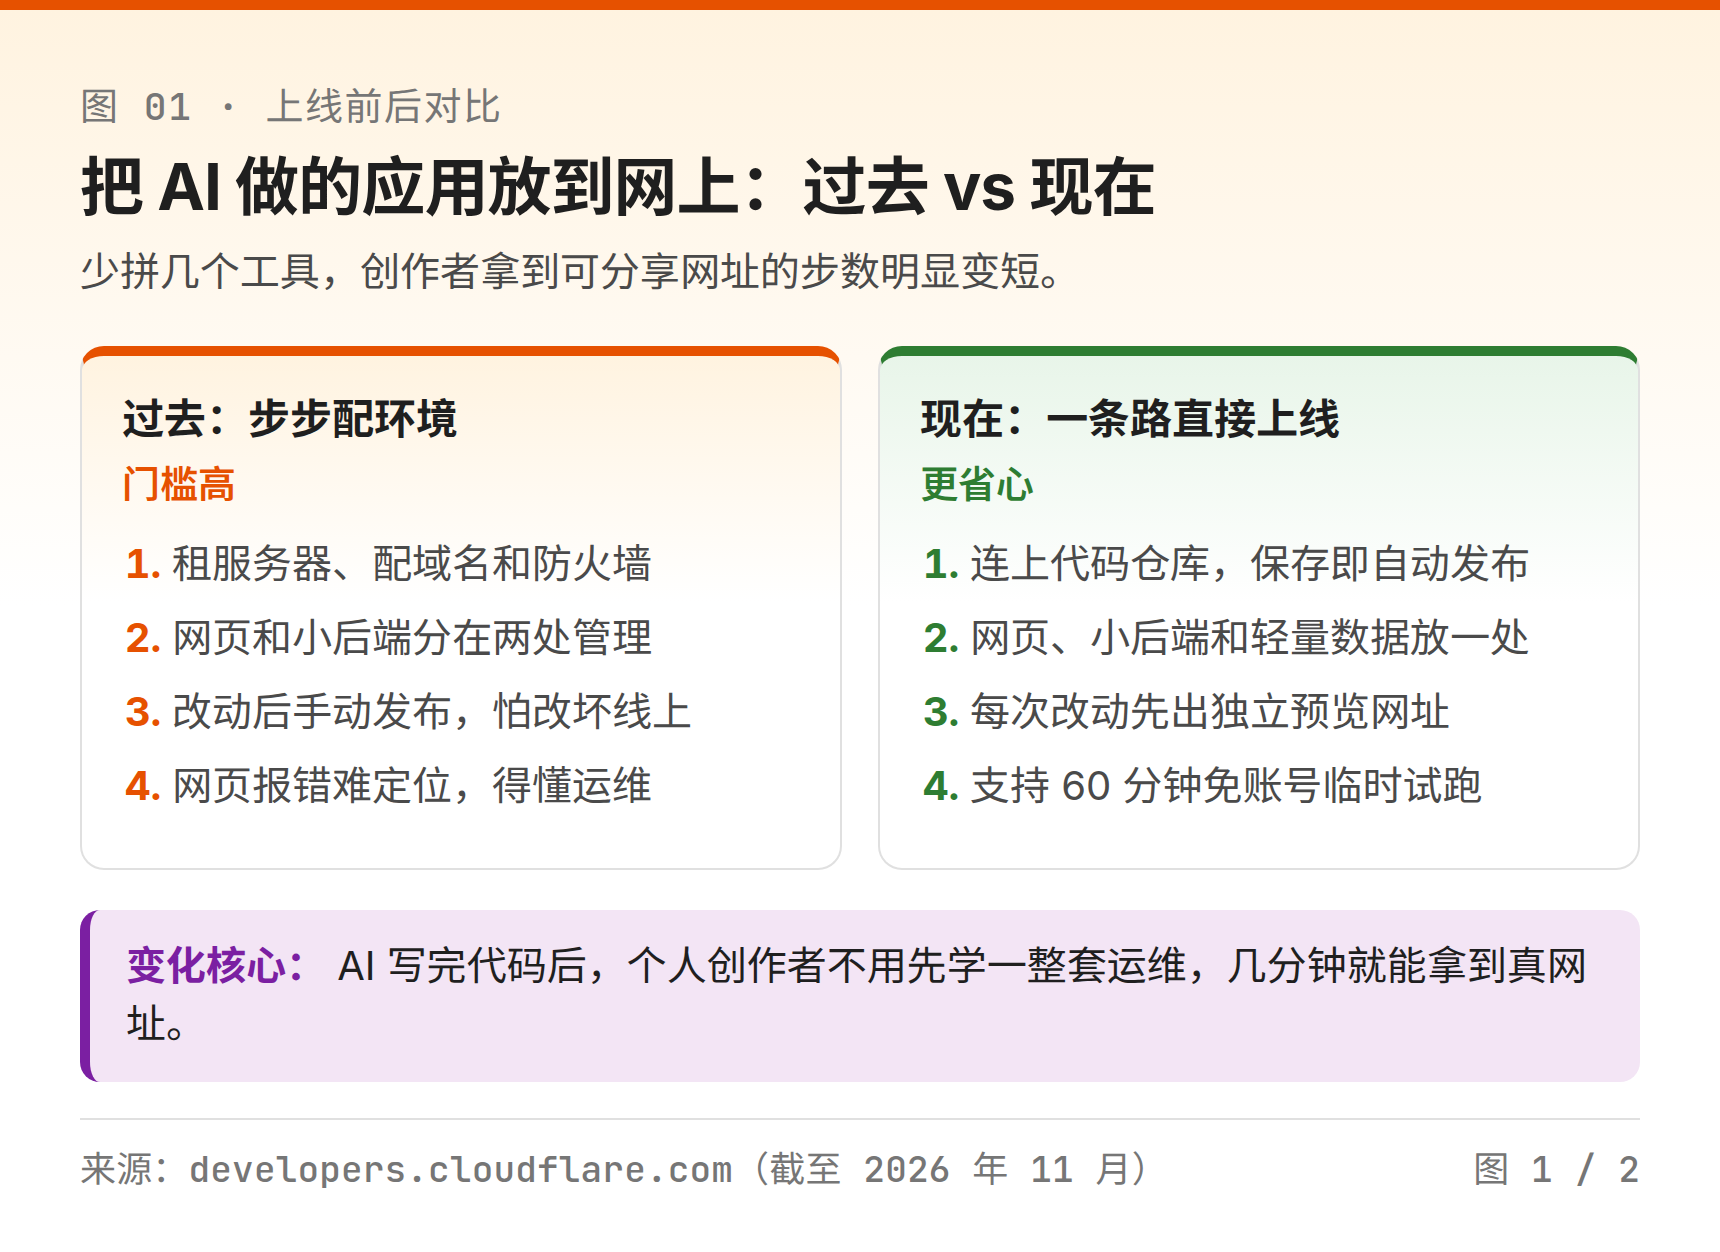 图 01 · 上线前后对比
把 AI 做的应用放到网上：过去 vs 现在
少拼几个工具，创作者拿到可分享网址的步数明显变短。
过去：步步配环境
门槛高
1. 租服务器、配域名和防火墙
2. 网页和小后端分在两处管理
3. 改动后手动发布，怕改坏线上
4. 网页报错难定位，得懂运维
现在：一条路直接上线
更省心
1. 连上代码仓库，保存即自动发布
2. 网页、小后端和轻量数据放一处
3. 每次改动先出独立预览网址
4. 支持 60 分钟免账号临时试跑
变化核心： AI 写完代码后，个人创作者不用先学一整套运维，几分钟就能拿到真网
址。
来源：developers.cloudflare.com（截至 2026 年 11 月）
图 1 / 2